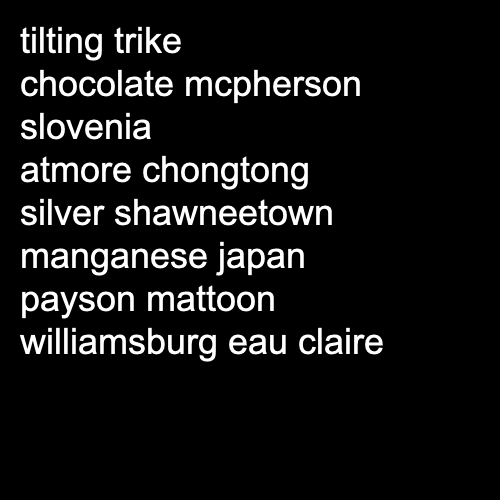 tilting trike
chocolate mcpherson
slovenia
atmore chongtong
silver shawneetown
manganese japan
payson mattoon
williamsburg eau claire